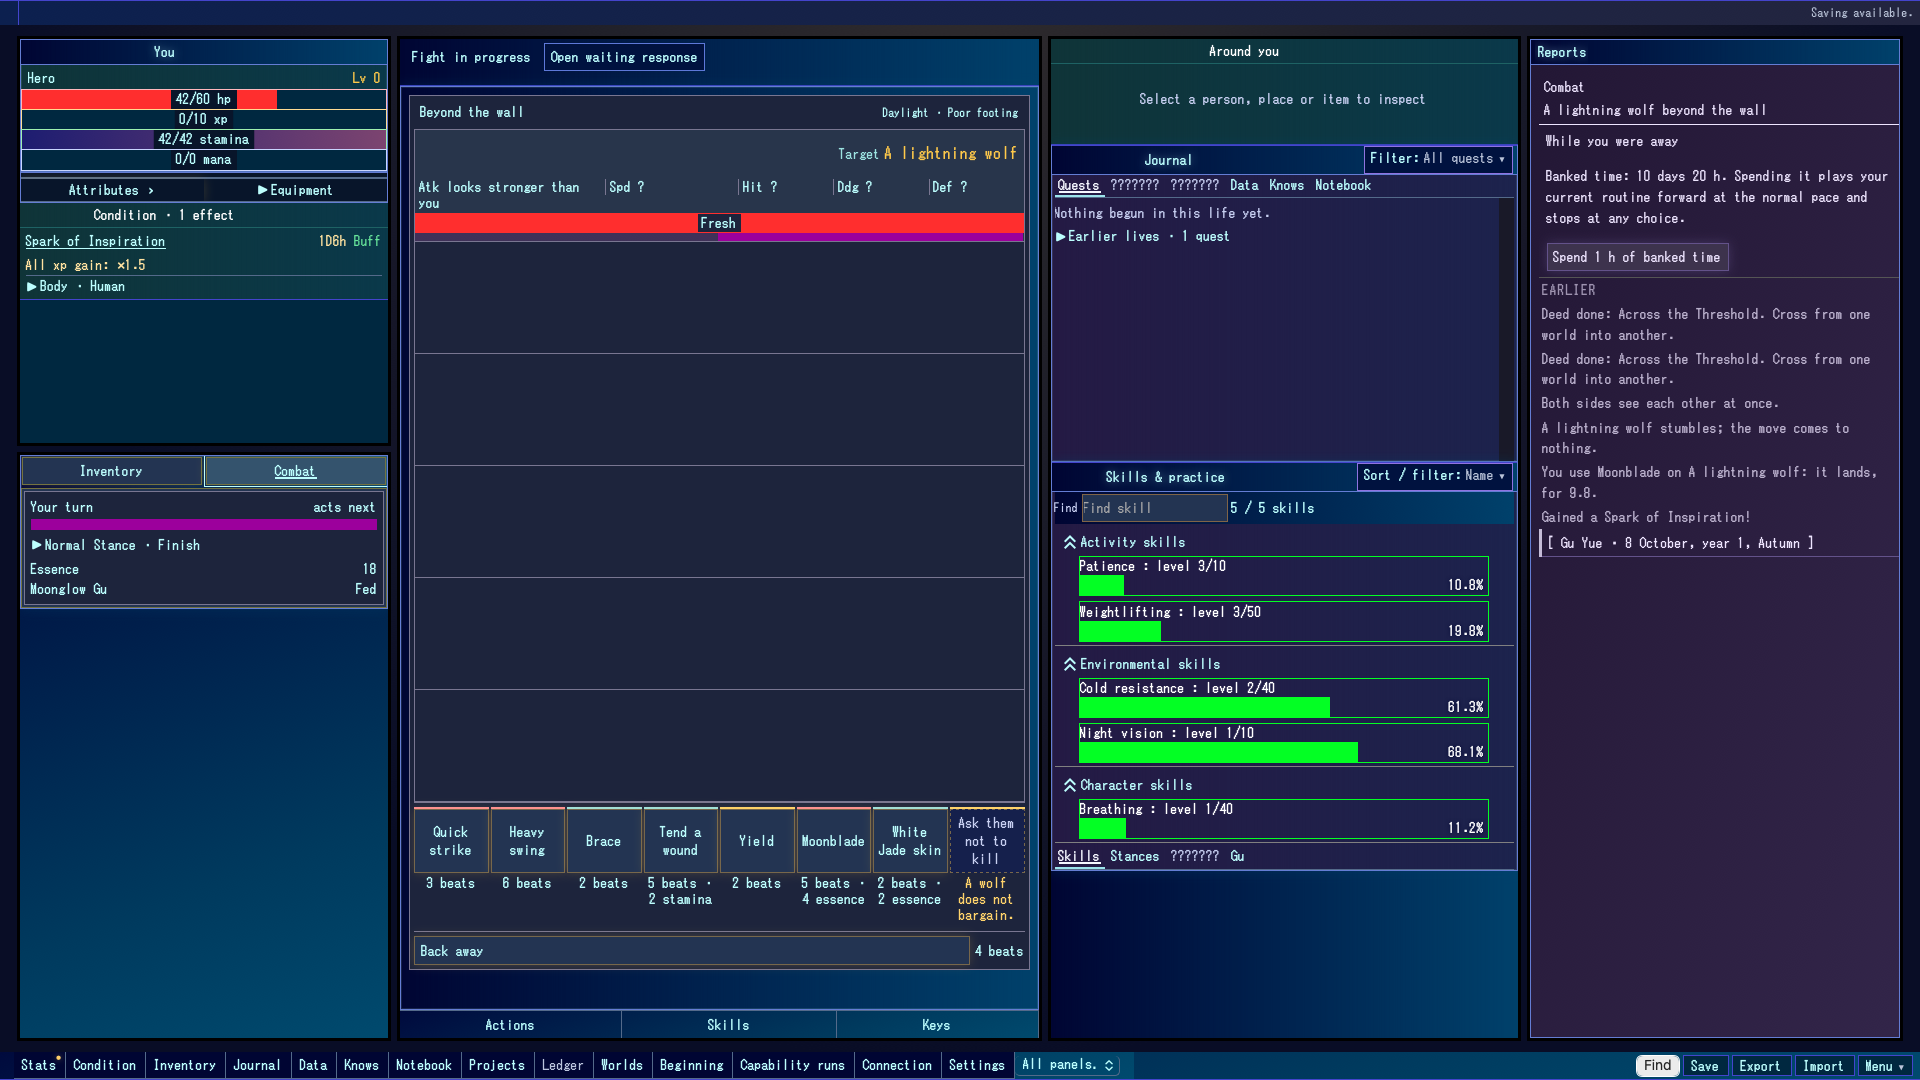 Saving available.
You
Hero Lv 0
42/60 hp
0/10 xp
42/42 stamina
0/0 mana
Attributes › ▶Equipment
Condition · 1 effect
Spark of Inspiration 1D6h Buff
All xp gain: ×1.5
▶Body · Human
Inventory Combat
Your turn acts next
▶Normal Stance · Finish
Essence 18
Moonglow Gu Fed
Fight in progress Open waiting response
Beyond the wall Daylight · Poor footing
Target A lightning wolf
Atk looks stronger than you Spd ? Hit ? Ddg ? Def ?
Fresh
Quick strike
3 beats
Heavy swing
6 beats
Brace
2 beats
Tend a wound
5 beats · 2 stamina
Yield
2 beats
Moonblade
5 beats · 4 essence
White Jade skin
2 beats · 2 essence
Ask them not to kill
A wolf does not bargain.
Back away 4 beats
Actions Skills Keys
Around you
Select a person, place or item to inspect
Journal Filter: All quests ▾
Quests ??????? ??????? Data Knows Notebook
Nothing begun in this life yet.
▶Earlier lives · 1 quest
Skills & practice Sort / filter: Name ▾
Find Find skill 5 / 5 skills
Activity skills
Patience : level 3/10
10.8%
Weightlifting : level 3/50
19.8%
Environmental skills
Cold resistance : level 2/40
61.3%
Night vision : level 1/10
68.1%
Character skills
Breathing : level 1/40
11.2%
Skills Stances ??????? Gu
Reports
Combat
A lightning wolf beyond the wall
While you were away
Banked time: 10 days 20 h. Spending it plays your
current routine forward at the normal pace and
stops at any choice.
Spend 1 h of banked time
EARLIER
Deed done: Across the Threshold. Cross from one
world into another.
Deed done: Across the Threshold. Cross from one
world into another.
Both sides see each other at once.
A lightning wolf stumbles; the move comes to
nothing.
You use Moonblade on A lightning wolf: it lands,
for 9.8.
Gained a Spark of Inspiration!
[ Gu Yue · 8 October, year 1, Autumn ]
Stats Condition Inventory Journal Data Knows Notebook Projects Ledger Worlds Beginning Capability runs Connection Settings All panels. Find Save Export Import Menu ▾